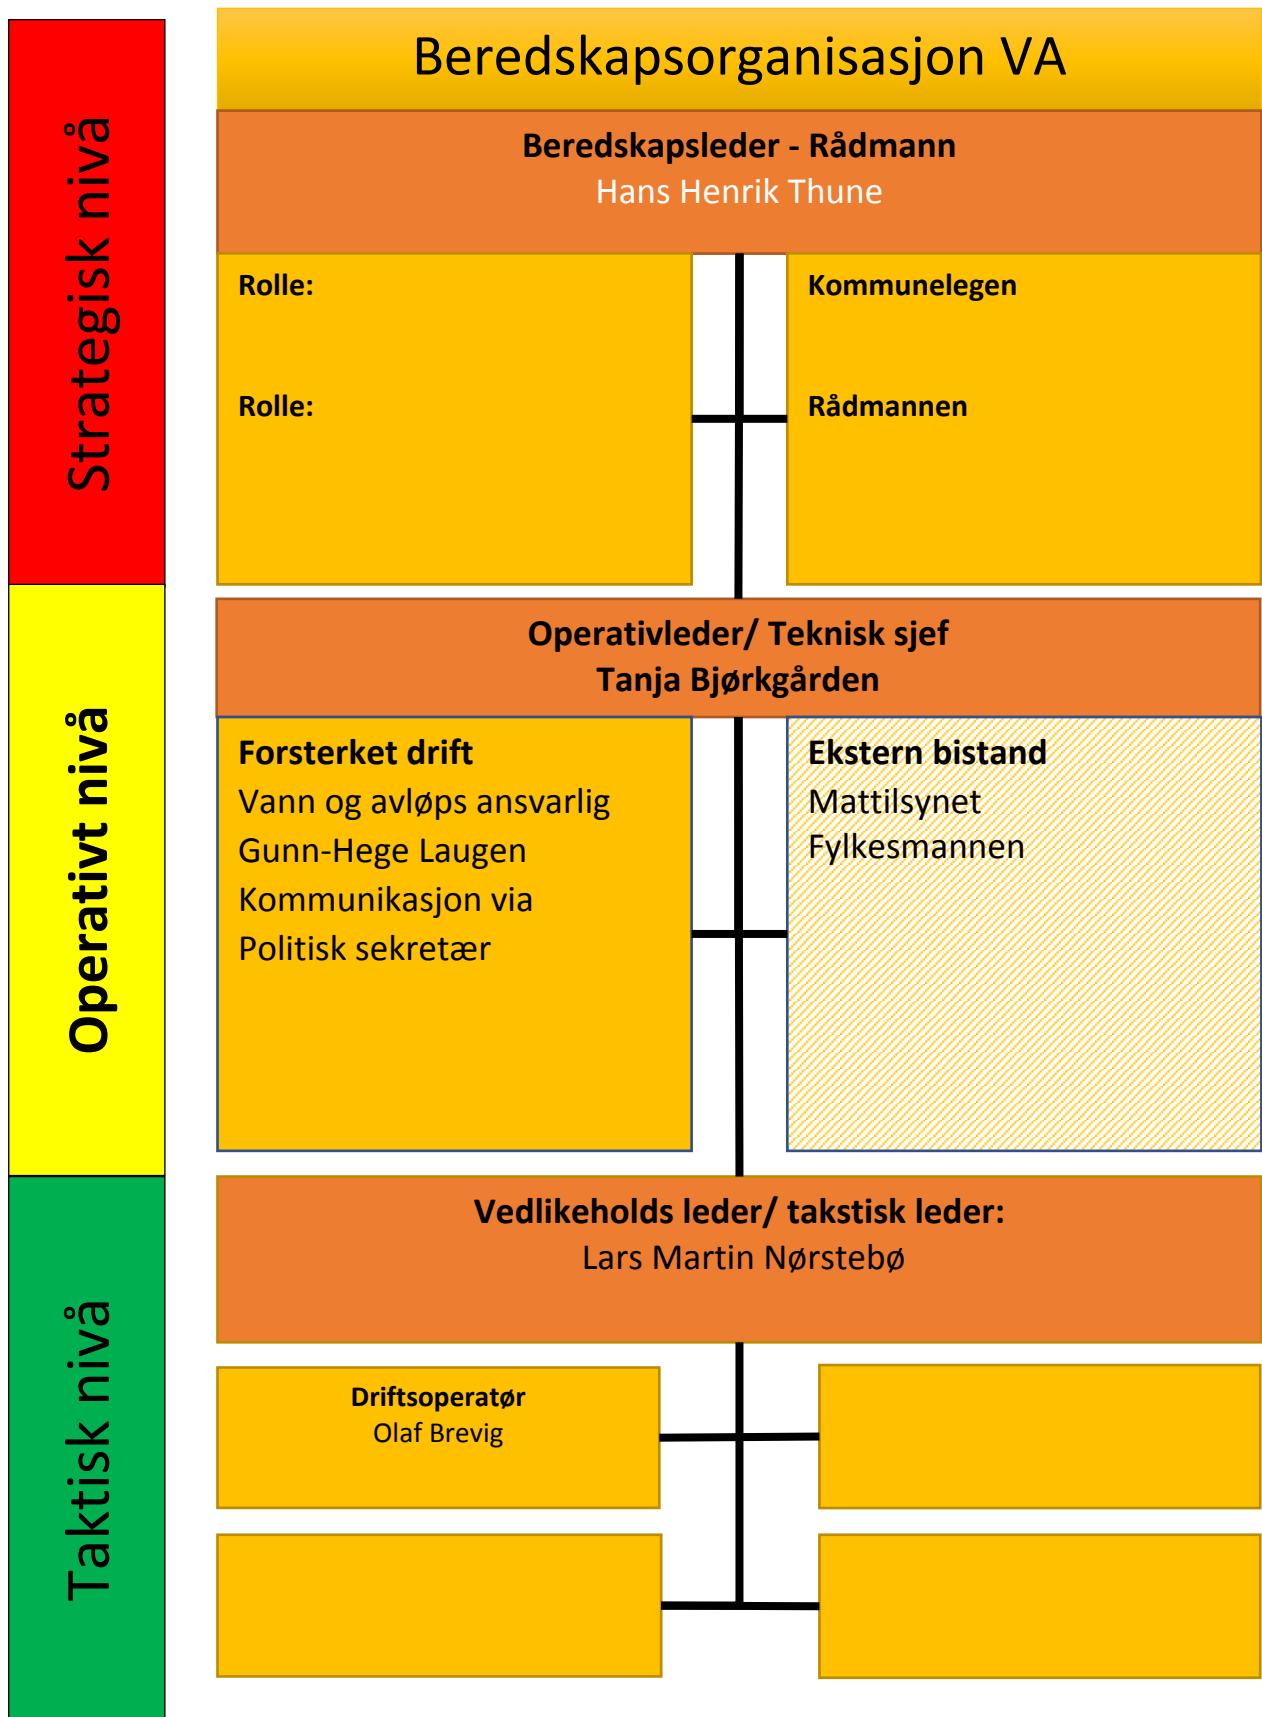 Beredskapsorganisasjon VA
Strategisk nivå
Beredskapsleder - Rådmann
Hans Henrik Thune
Rolle:
Rolle:
Kommunelegen
Rådmannen
Operativt nivå
Operativleder/ Teknisk sjef
Tanja Bjørkgården
Forsterket drift
Vann og avløps ansvarlig
Gunn-Hege Laugen
Kommunikasjon via
Politisk sekretær
Ekstern bistand
Mattilsynet
Fylkesmannen
Taktisk nivå
Vedlikeholds leder/ takstisk leder:
Lars Martin Nørstebø
Driftsoperatør
Olaf Brevig